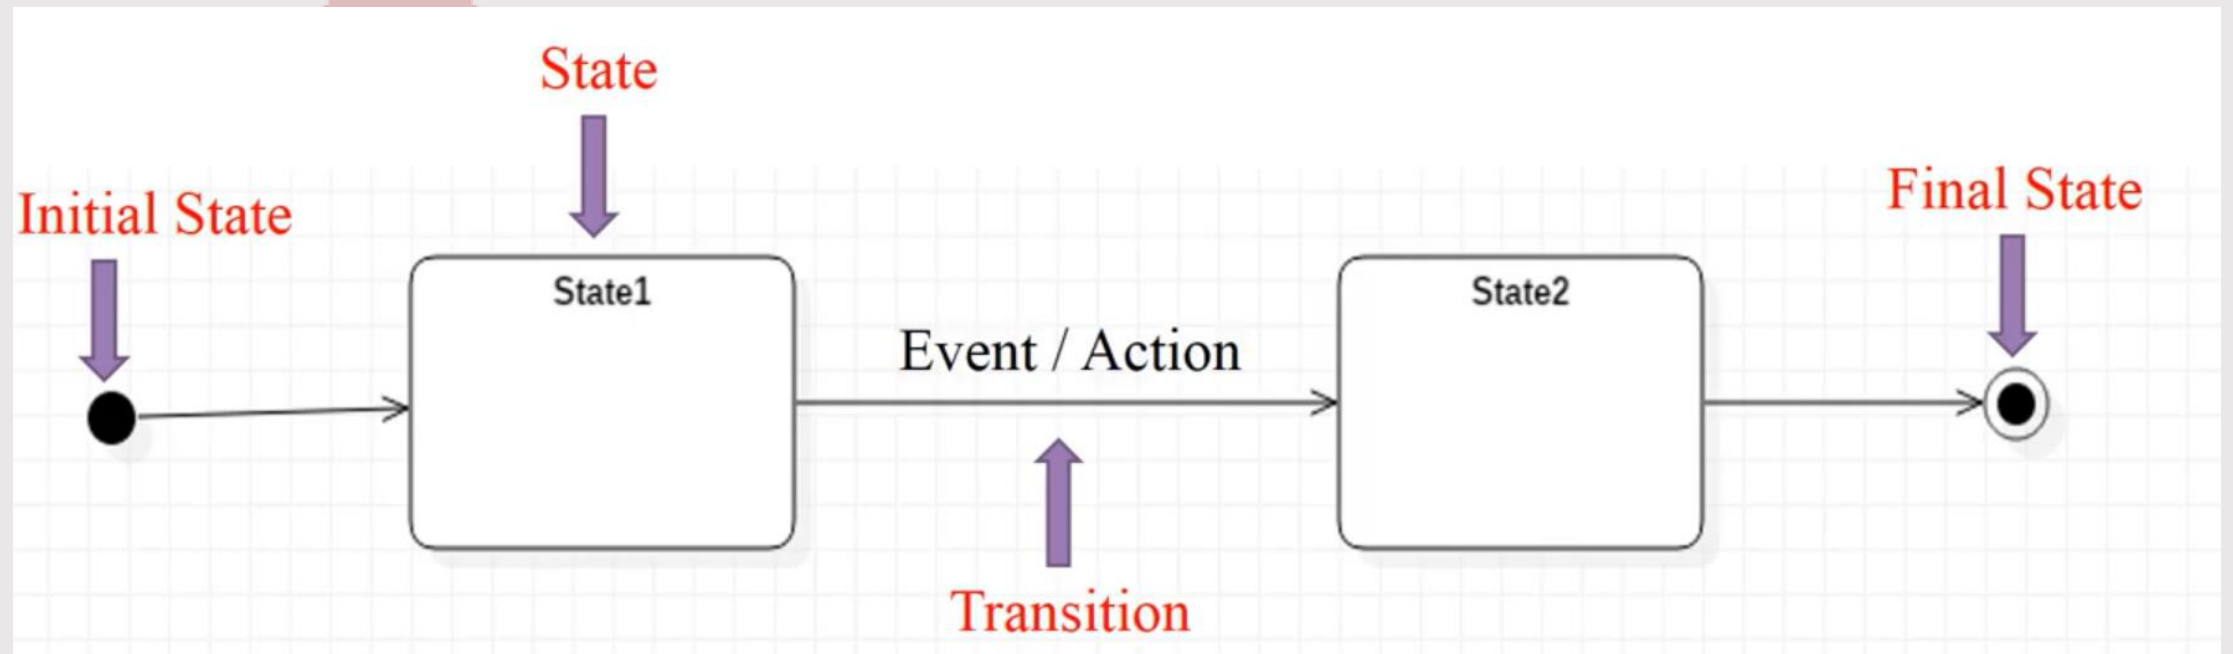 State
Initial State
Final State
State1
State2
Event / Action
Transition